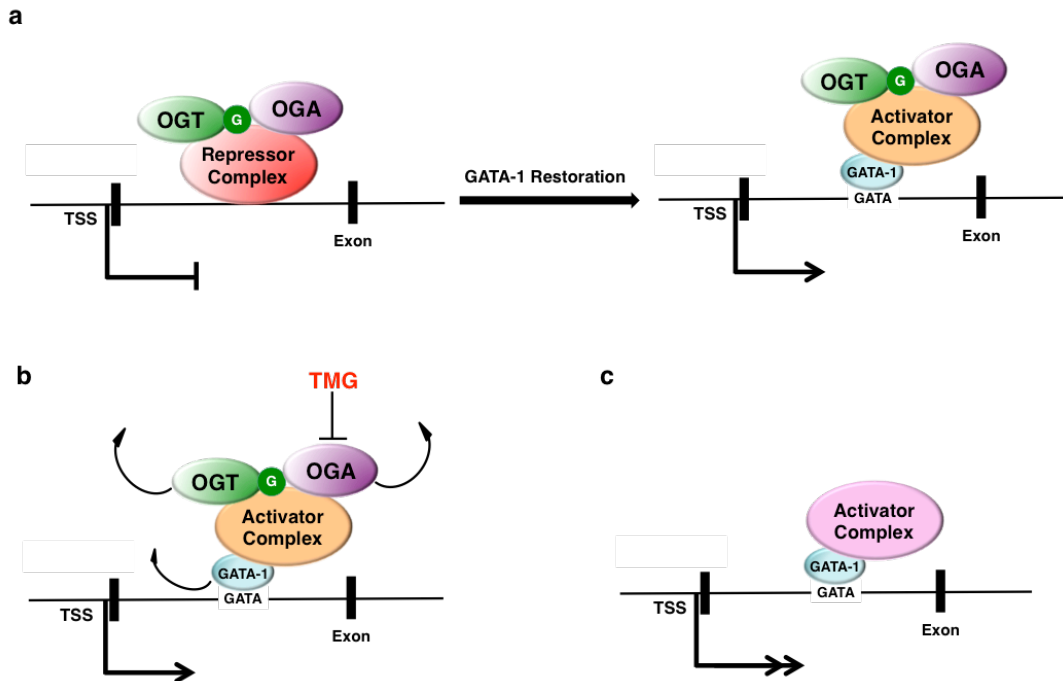 a
OGT
G
OGA
Repressor
Complex
TSS
Exon
GATA-1 Restoration
OGT
G
OGA
Activator
Complex
GATA-1
GATA
TSS
Exon
b
TMG
OGT
G
OGA
Activator
Complex
GATA-1
GATA
TSS
Exon
c
Activator
Complex
GATA-1
GATA
TSS
Exon